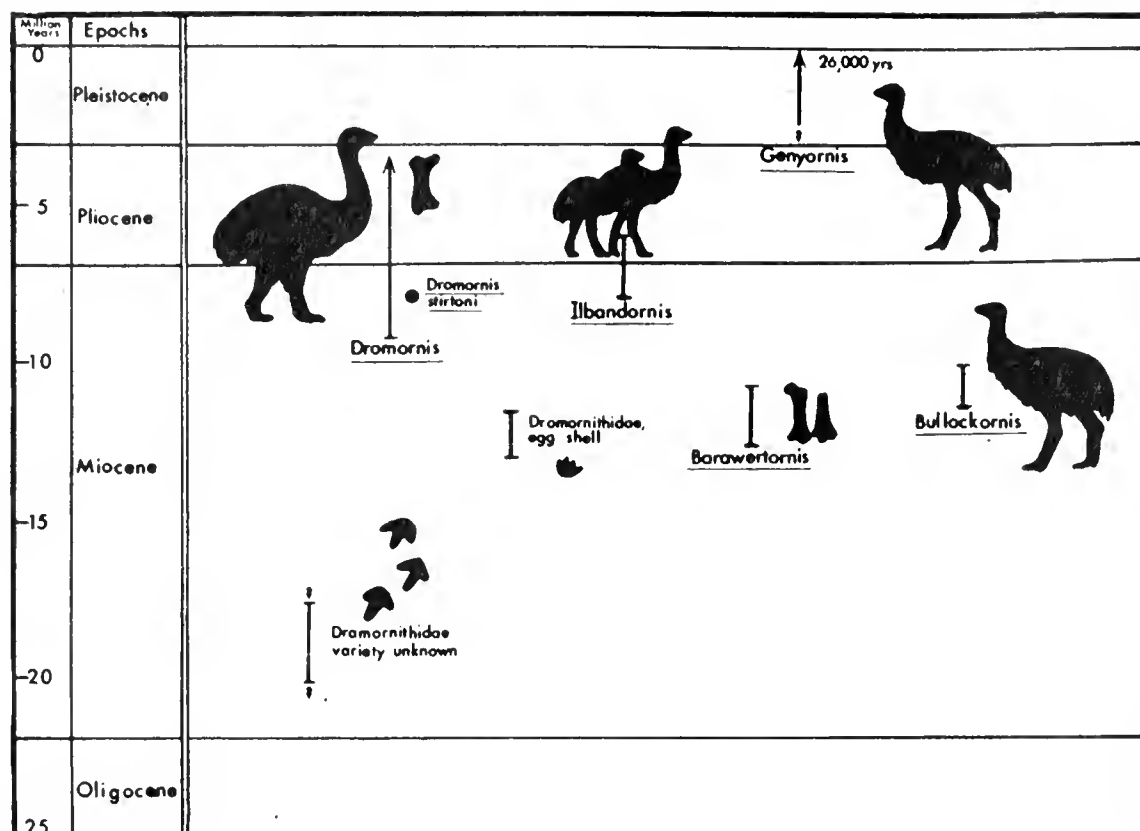 Million
Years
Epochs
0
Pleistocene
26,000 yrs
?
Genyornis
5
Pliocene
Dromornis
stirtoni
Ilbandornis
Dromornis
10
Dromornithidae,
egg shell
Bullockornis
Barawertornis
Miocene
15
?
Dramornithidae
variety unknown
20
?
Oligocene
25